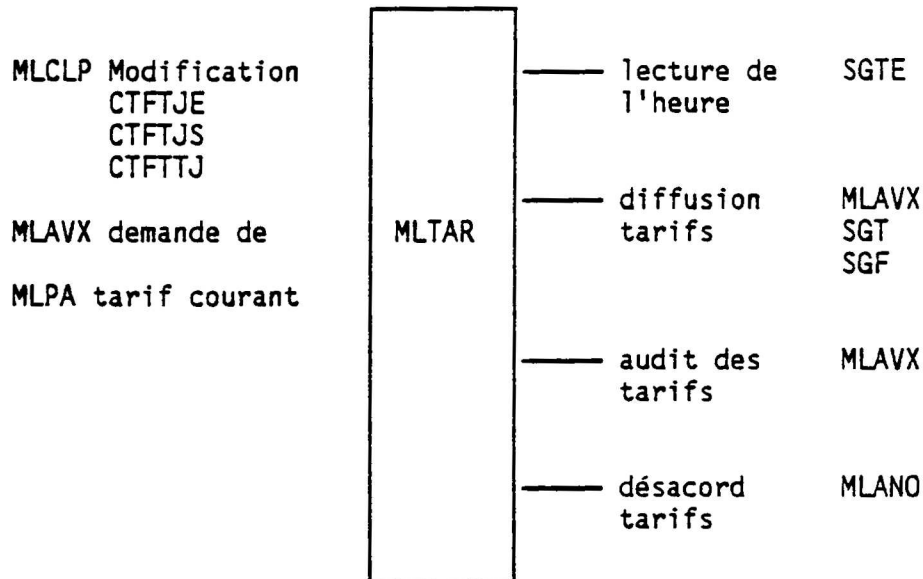 MLCLP Modification
CTFTJE
CTFTJS
CTFTTJ
MLAVX demande de
MLPA tarif courant
MLTAR
lecture de SGTE
l'heure
diffusion MLAVX
tarifs SGT
SGF
audit des MLAVX
tarifs
désacord MLANO
tarifs